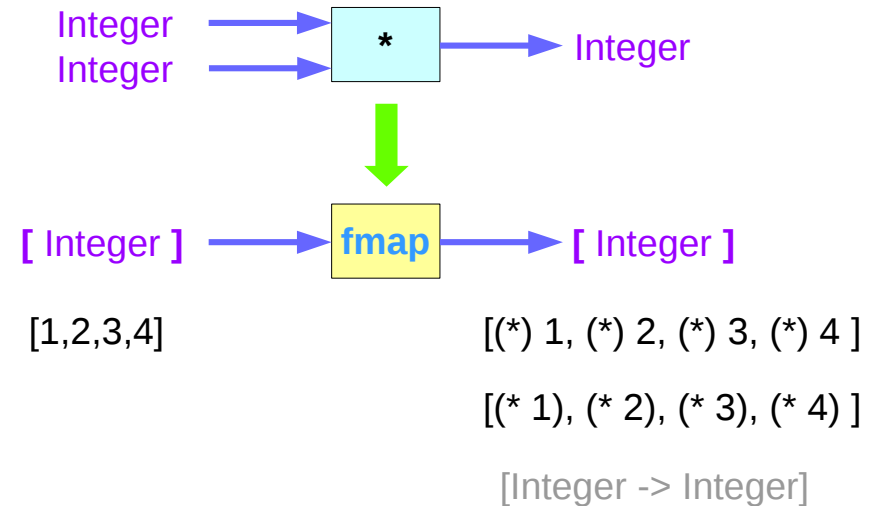 Integer
Integer
*
Integer
[ Integer ]
fmap
[ Integer ]
[1,2,3,4]
[(*) 1, (*) 2, (*) 3, (*) 4 ]
[(* 1), (* 2), (* 3), (* 4) ]
[Integer -> Integer]